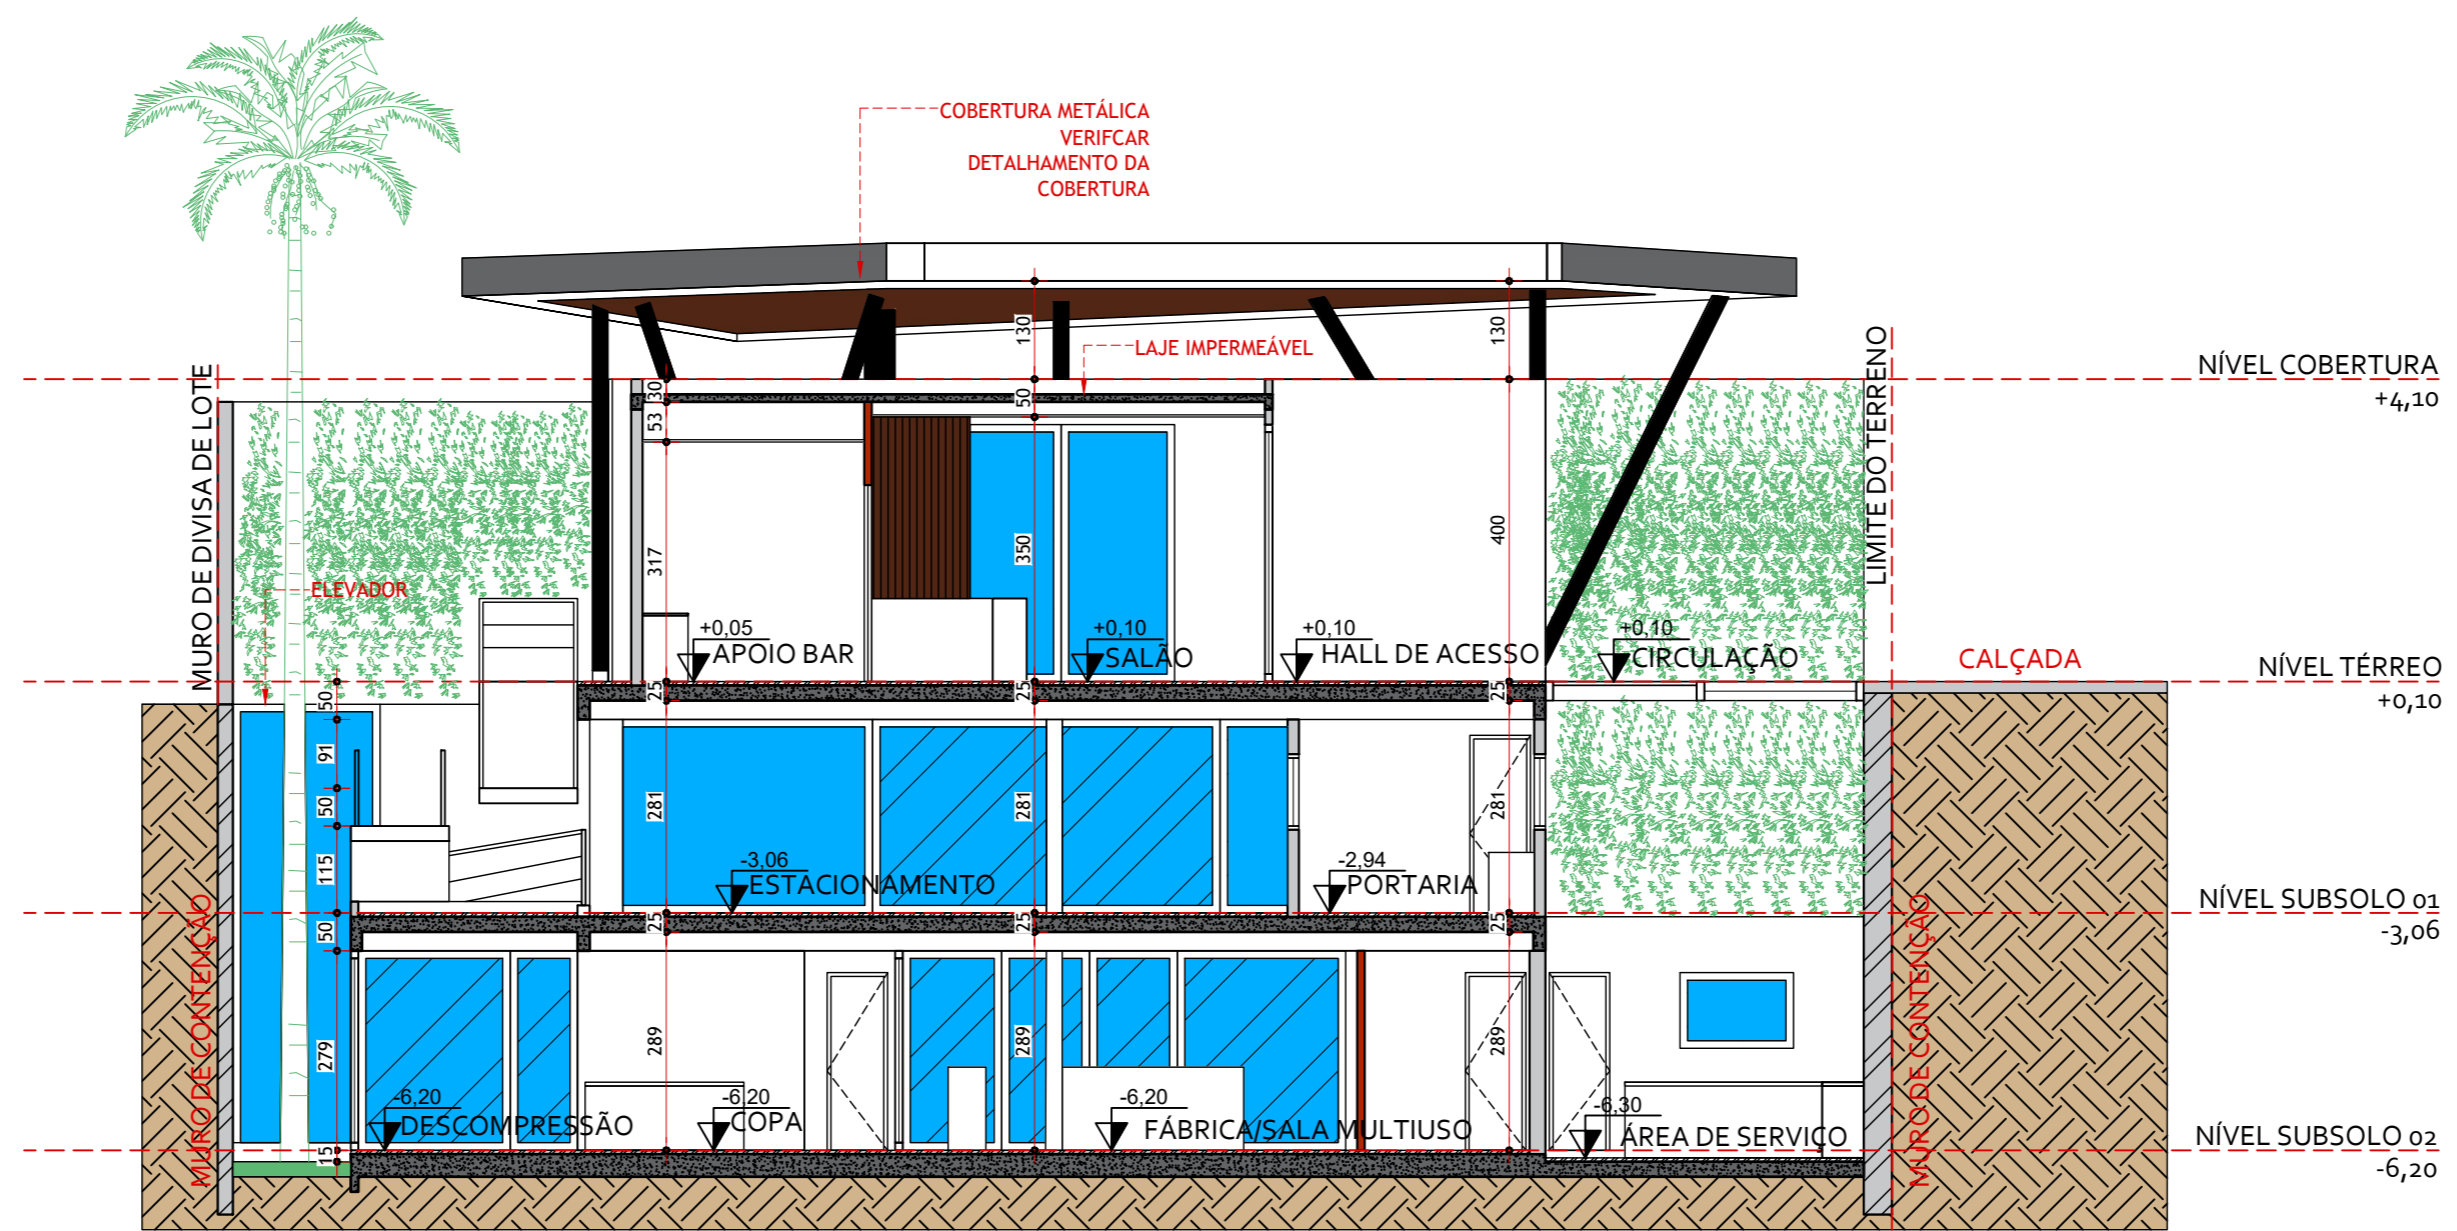 COBERTURA METÁLICA
VERIFCAR
DETALHAMENTO DA
COBERTURA
130
130
LAJE IMPERMEÁVEL
MURO DE DIVISA DE LOTE
LIMITE DO TERRENO
NÍVEL COBERTURA
+4,10
30
53
50
317
350
400
ELEVADOR
+0,05
APOIO BAR
+0,10
SALÃO
+0,10
HALL DE ACESSO
+0,10
CIRCULAÇÃO
CALÇADA
NÍVEL TÉRREO
+0,10
50
25
25
25
91
50
115
281
281
281
-3,06
ESTACIONAMENTO
-2,94
PORTARIA
NÍVEL SUBSOLO 01
-3,06
50
25
25
25
MURO DE CONTENÇÃO
MURO DE CONTENÇÃO
279
289
289
289
-6,20
DESCOMPRESSÃO
-6,20
COPA
-6,20
FÁBRICA/SALA MULTIUSO
-6,30
ÁREA DE SERVIÇO
NÍVEL SUBSOLO 02
-6,20
15